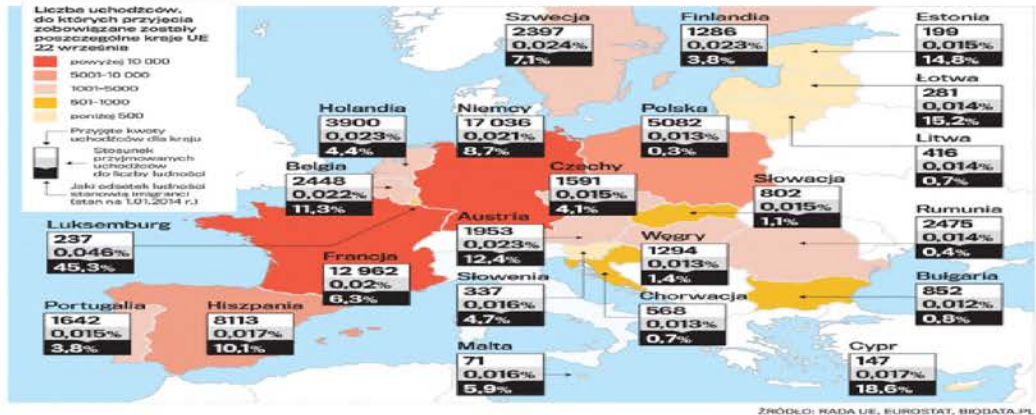 Liczba uchodźców,
do których przyjęcia
zobowiązane zostały
poszczególne kraje UE
22 września
powyżej 10 000
5001–10 000
1001–5000
501–1000
poniżej 500
Przyjęte kwoty
uchodźców dla kraju
Stosunek
przyjmowanych
uchodźców
do liczby ludności
Jaki odsetek ludności
stanowią imigranci
(stan na 1.01.2014 r.)
Szwecja
2397
0,024%
7,1%
Finlandia
1286
0,023%
3,8%
Estonia
199
0,015%
14,8%
Łotwa
281
0,014%
15,2%
Litwa
416
0,014%
0,7%
Holandia
3900
0,023%
4,4%
Niemcy
17 036
0,021%
8,7%
Polska
5082
0,013%
0,3%
Belgia
2448
0,022%
11,3%
Czechy
1591
0,015%
4,1%
Słowacja
802
0,015%
1,1%
Luksemburg
237
0,046%
45,3%
Austria
1953
0,023%
12,4%
Węgry
1294
0,013%
1,4%
Rumunia
2475
0,014%
0,4%
Francja
12 962
0,02%
6,3%
Słowenia
337
0,016%
4,7%
Chorwacja
568
0,013%
0,7%
Bułgaria
852
0,012%
0,8%
Portugalia
1642
0,015%
3,8%
Hiszpania
8113
0,017%
10,1%
Malta
71
0,016%
5,9%
Cypr
147
0,017%
18,6%
ŹRÓDŁO: RADA UE, EUROSTAT, BIQDATA.PL